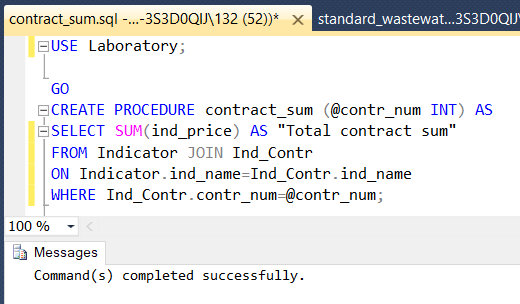 contract_sum.sql -...-3S3D0QIJ\132 (52))* ×
standard_wastewat...3S3D0QIJ\
USE Laboratory;
GO
CREATE PROCEDURE contract_sum (@contr_num INT) AS
SELECT SUM(ind_price) AS "Total contract sum"
FROM Indicator JOIN Ind_Contr
ON Indicator.ind_name=Ind_Contr.ind_name
WHERE Ind_Contr.contr_num=@contr_num;
100 %
Messages
Command(s) completed successfully.